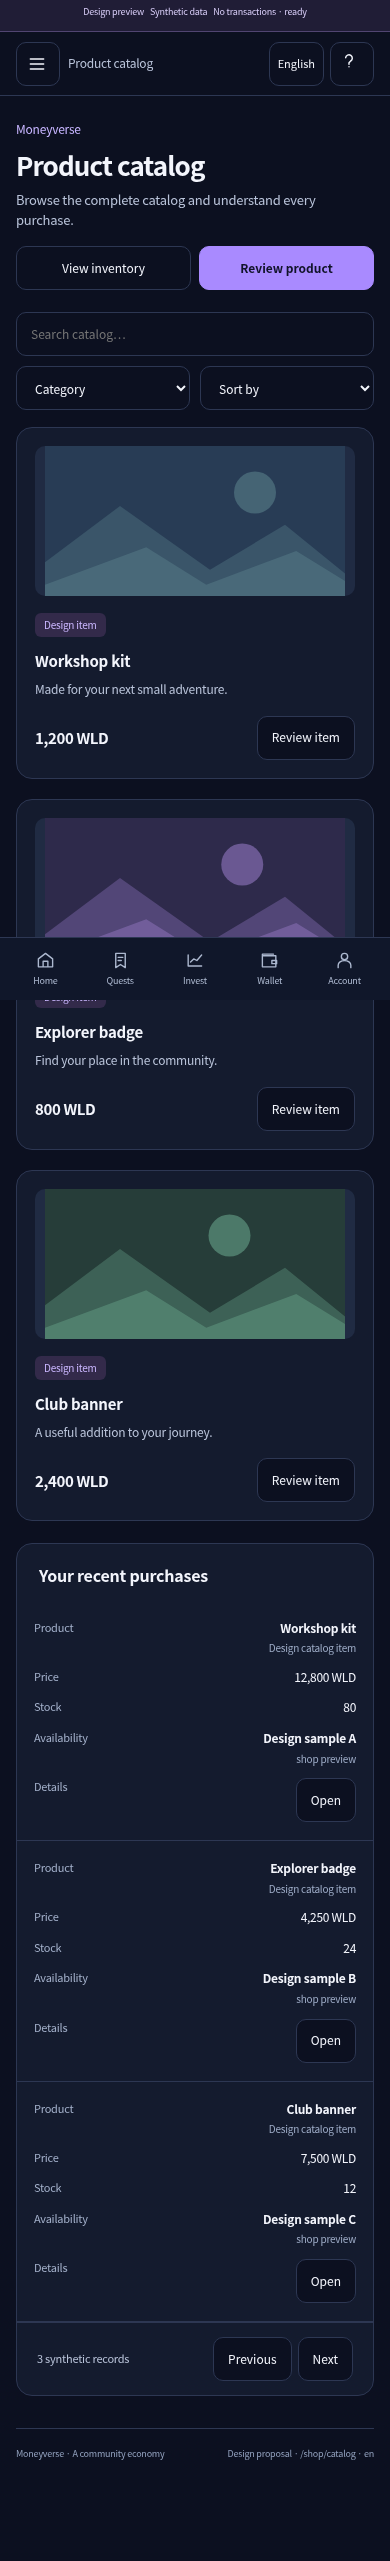 Design preview Synthetic data No transactions · ready
Product catalog
English
?
Moneyverse
Product catalog
Browse the complete catalog and understand every
purchase.
View inventory
Review product
Search catalog…
Category
Sort by
Design item
Workshop kit
Made for your next small adventure.
1,200 WLD
Review item
Home
Quests
Invest
Wallet
Account
Design item
Explorer badge
Find your place in the community.
800 WLD
Review item
Design item
Club banner
A useful addition to your journey.
2,400 WLD
Review item
Your recent purchases
Product
Workshop kit
Design catalog item
Price
12,800 WLD
Stock
80
Availability
Design sample A
shop preview
Details
Open
Product
Explorer badge
Design catalog item
Price
4,250 WLD
Stock
24
Availability
Design sample B
shop preview
Details
Open
Product
Club banner
Design catalog item
Price
7,500 WLD
Stock
12
Availability
Design sample C
shop preview
Details
Open
3 synthetic records
Previous
Next
Moneyverse · A community economy
Design proposal · /shop/catalog · en